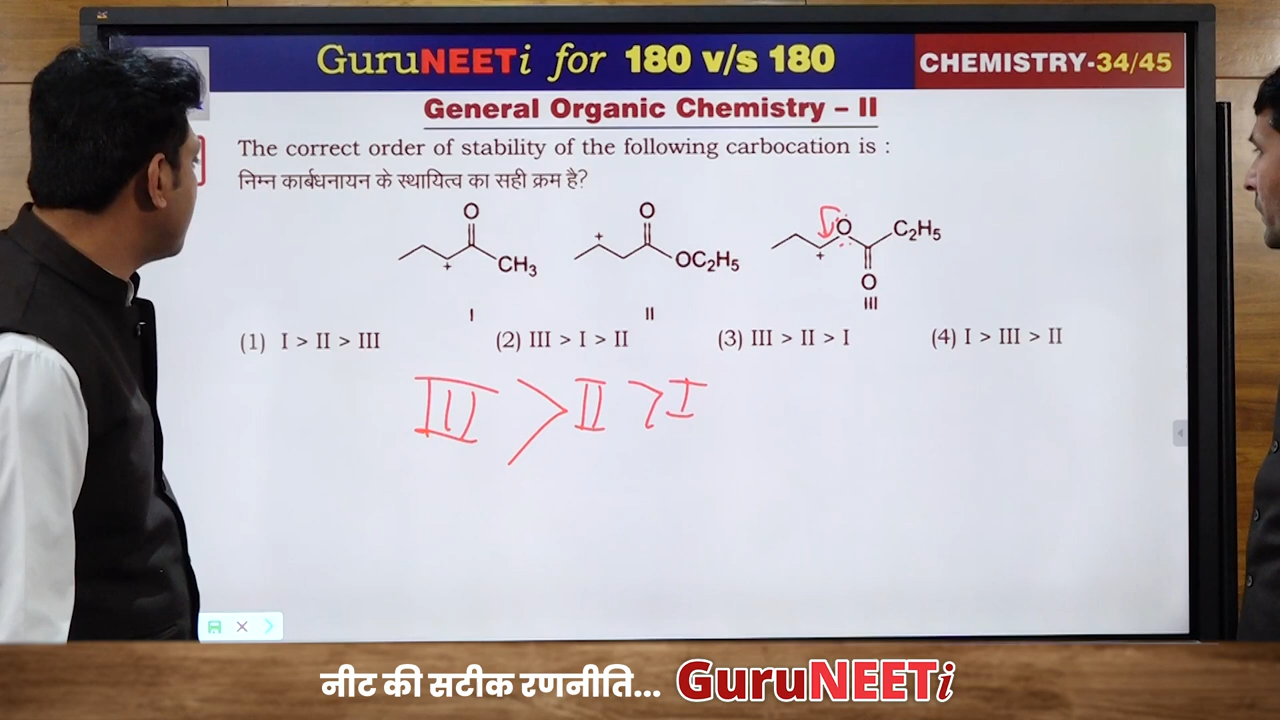 GuruNEETi for 180 v/s 180
CHEMISTRY-34/45
General Organic Chemistry – II
The correct order of stability of the following carbocation is :
निम्न कार्बधनायन के स्थायित्व का सही क्रम है?
O
+
CH₃
I
O
+
OC₂H₅
II
O
C₂H₅
+
O
III
(1) I > II > III
(2) III > I > II
(3) III > II > I
(4) I > III > II
III > II > I
नीट की सटीक रणनीति... GuruNEETi